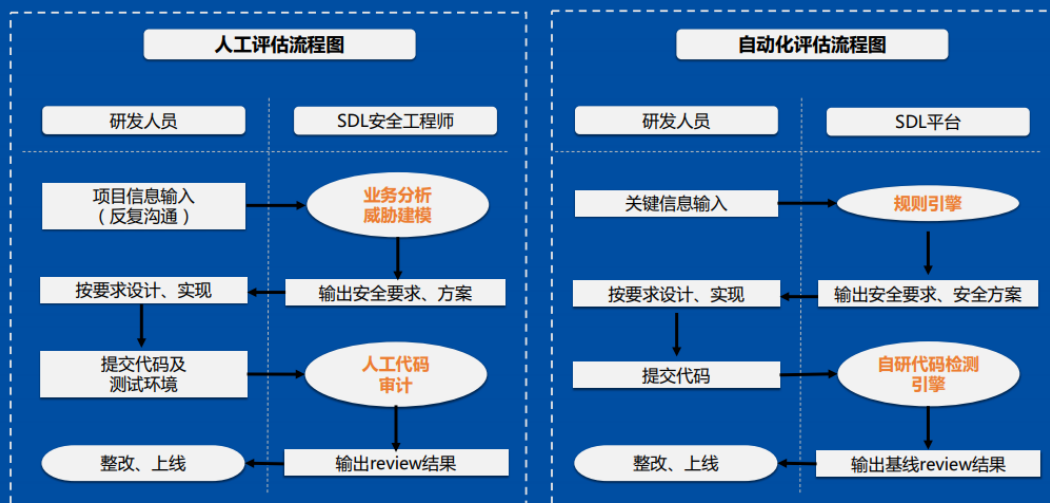 人工评估流程图
研发人员
SDL安全工程师
项目信息输入
（反复沟通）
业务分析
威胁建模
按要求设计、实现
输出安全要求、方案
提交代码及
测试环境
人工代码
审计
整改、上线
输出review结果
自动化评估流程图
研发人员
SDL平台
关键信息输入
规则引擎
按要求设计、实现
输出安全要求、安全方案
提交代码
自研代码检测
引擎
整改、上线
输出基线review结果